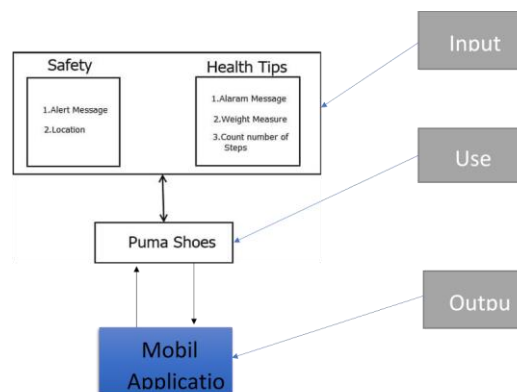 Safety
1.Alert Message
2.Location
Health Tips
1.Alaram Message
2.Weight Measure
3.Count number of
Steps
Puma Shoes
Mobil
Applicatio
Input
Use
Outpu